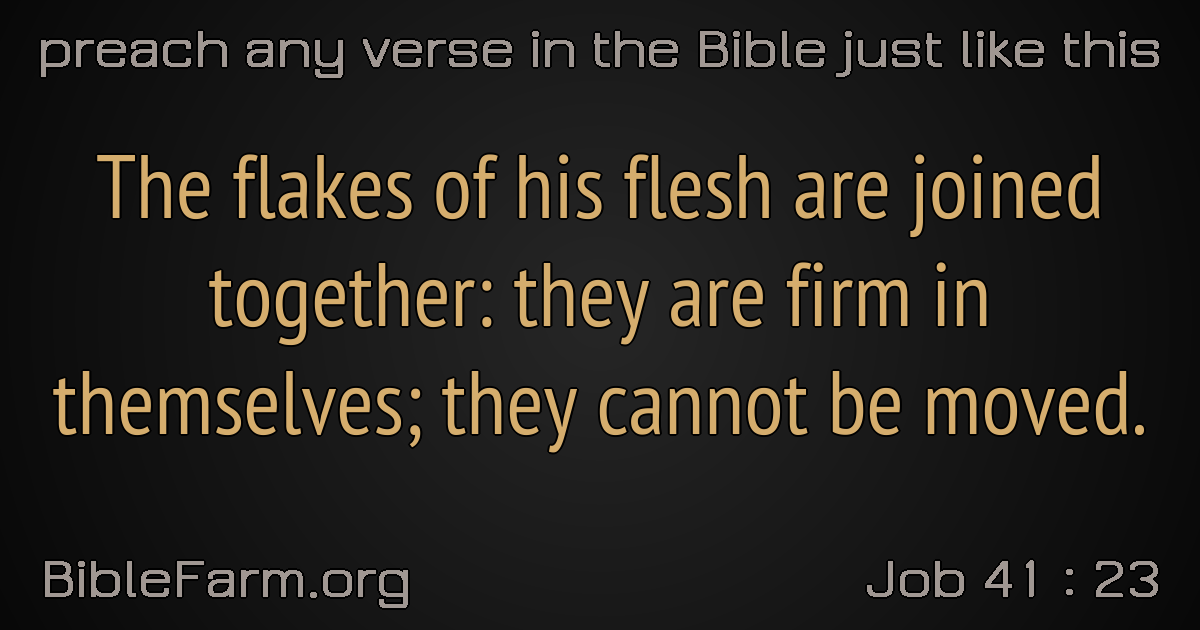 preach any verse in the Bible just like this
The flakes of his flesh are joined
together: they are firm in
themselves; they cannot be moved.
BibleFarm.org
Job 41 : 23